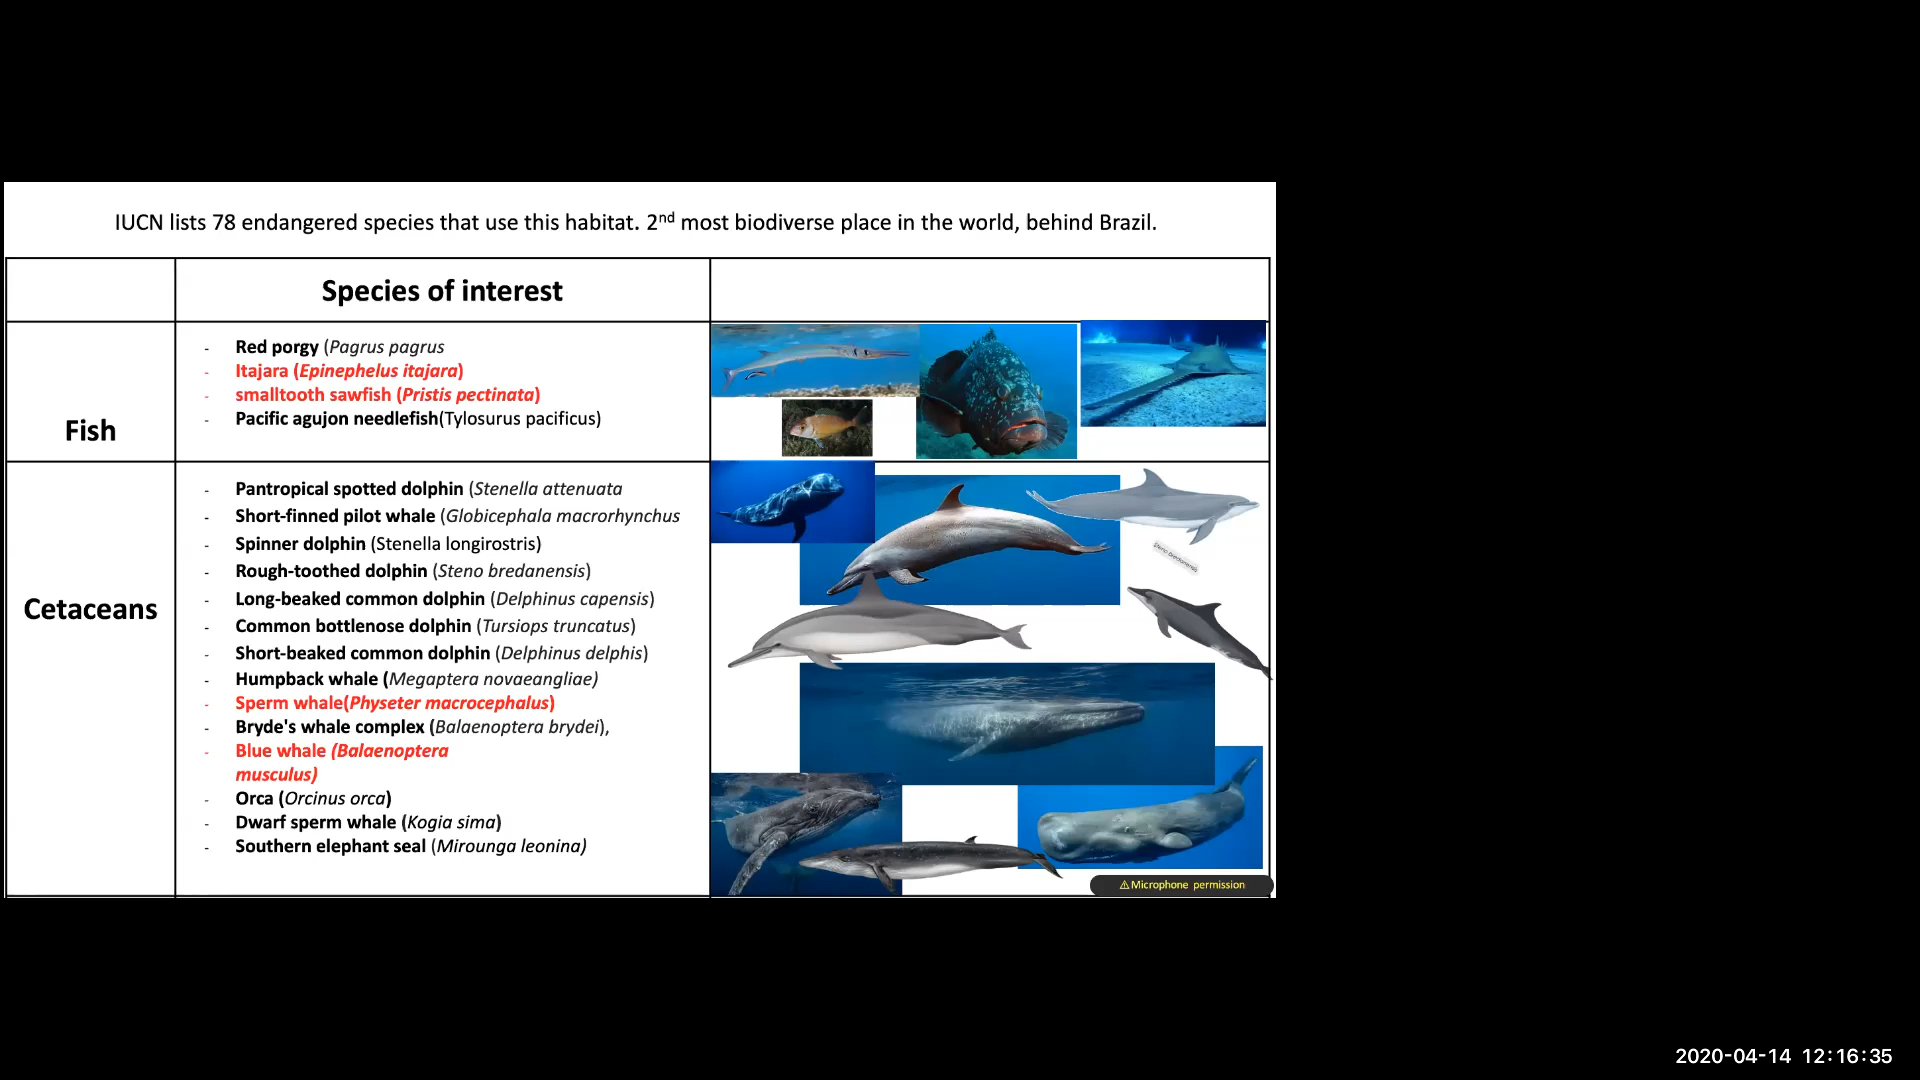 IUCN lists 78 endangered species that use this habitat. 2nd most biodiverse place in the world, behind Brazil.
Species of interest
Fish
- Red porgy (Pagrus pagrus
- Itajara (Epinephelus itajara)
- smalltooth sawfish (Pristis pectinata)
- Pacific agujon needlefish(Tylosurus pacificus)
Cetaceans
- Pantropical spotted dolphin (Stenella attenuata
- Short-finned pilot whale (Globicephala macrorhynchus
- Spinner dolphin (Stenella longirostris)
- Rough-toothed dolphin (Steno bredanensis)
- Long-beaked common dolphin (Delphinus capensis)
- Common bottlenose dolphin (Tursiops truncatus)
- Short-beaked common dolphin (Delphinus delphis)
- Humpback whale (Megaptera novaeangliae)
- Sperm whale(Physeter macrocephalus)
- Bryde's whale complex (Balaenoptera brydei),
- Blue whale (Balaenoptera
musculus)
- Orca (Orcinus orca)
- Dwarf sperm whale (Kogia sima)
- Southern elephant seal (Mirounga leonina)
Steno bredanensis
⚠Microphone permission
2020-04-14 12:16:35